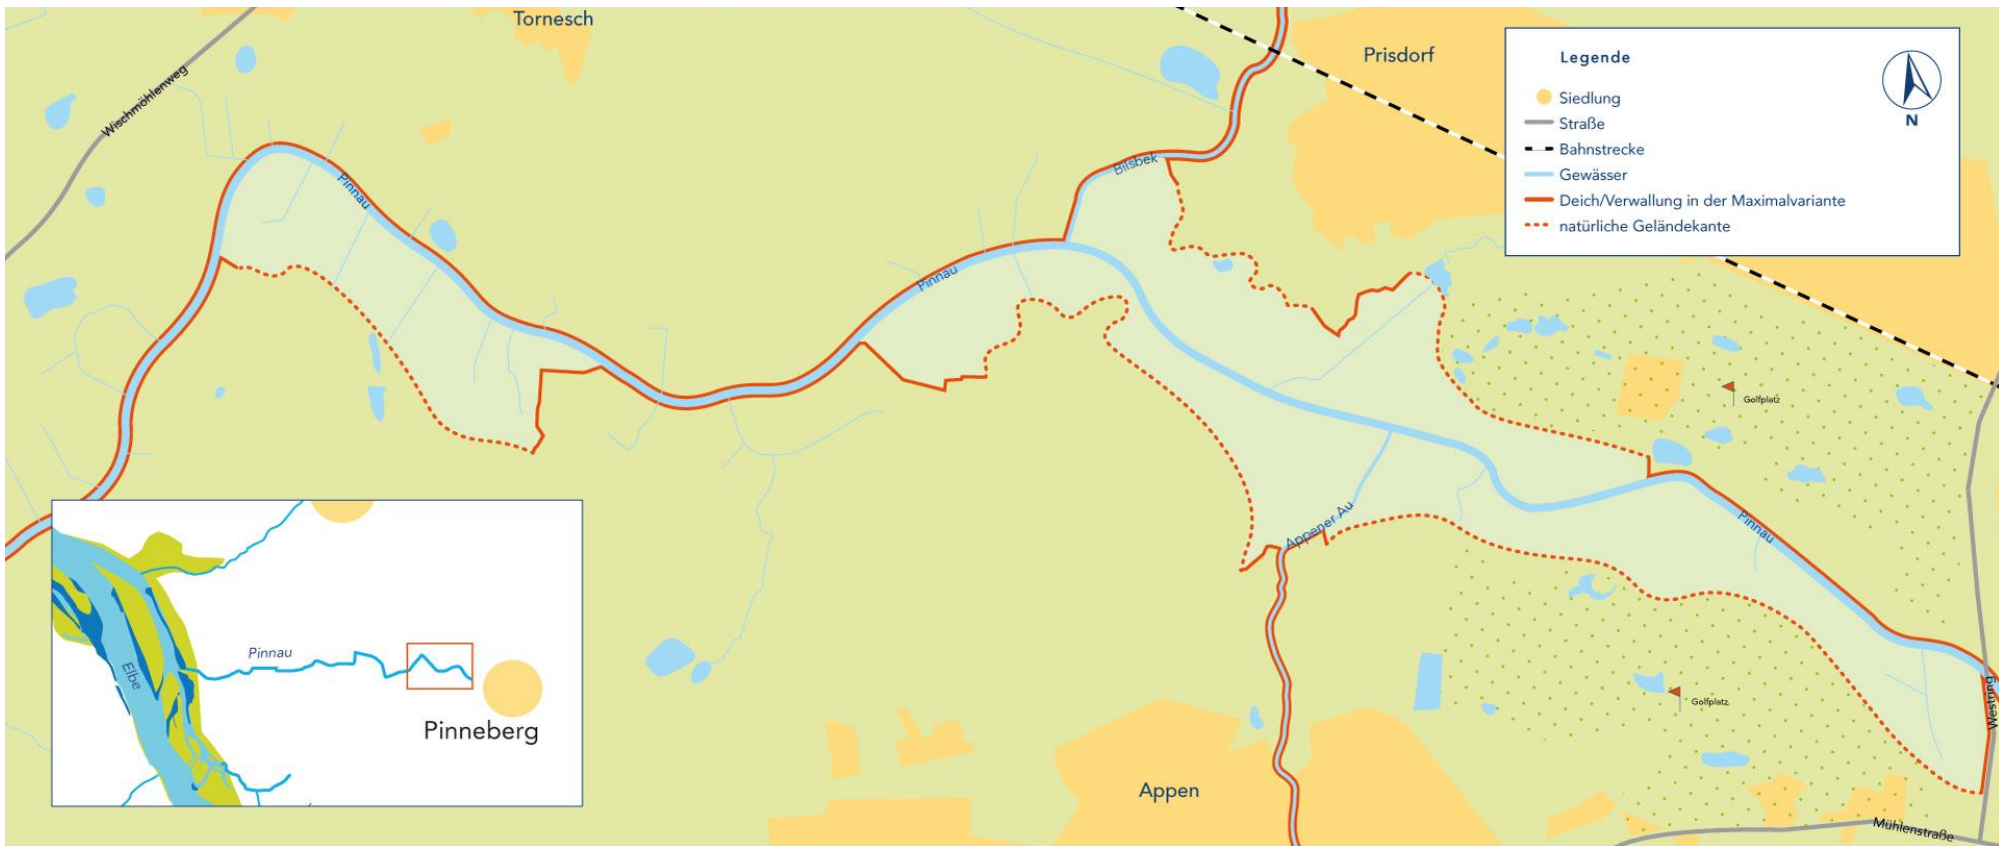 Tornesch
Prisdorf
Legende
Siedlung
Straße
Bahnstrecke
Gewässer
Deich/Verwallung in der Maximalvariante
natürliche Geländekante
N
Wischmöhlenweg
Pinnau
Bilsbek
Pinnau
Golfplatz
Appener Au
Pinnau
Elbe
Pinnau
Pinneberg
Golfplatz
Westring
Appen
Mühlenstraße